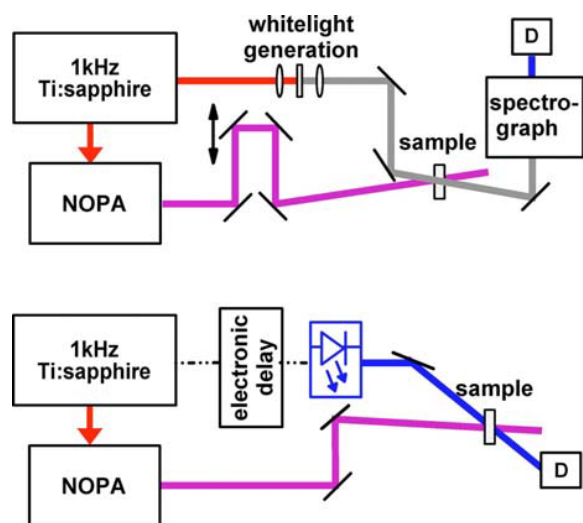 whitelight
generation
1kHz
Ti:sapphire
D
spectro-
graph
sample
NOPA
1kHz
Ti:sapphire
electronic
delay
sample
NOPA
D